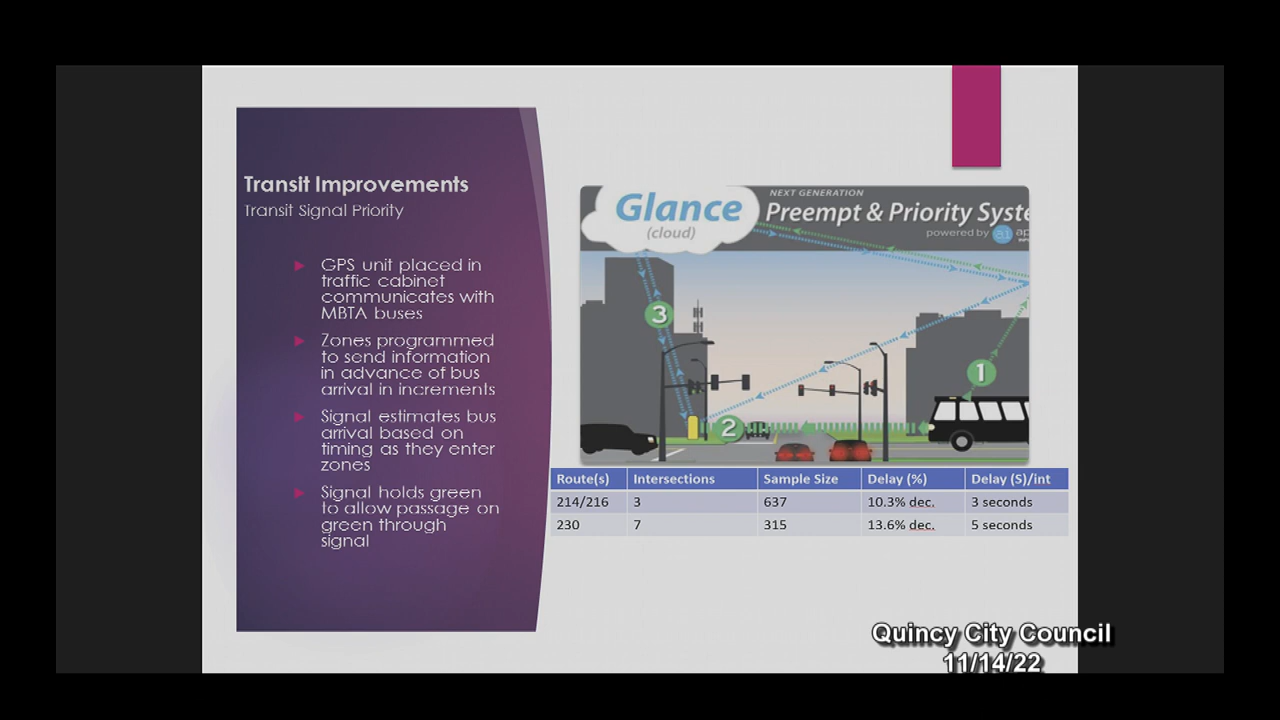 Transit Improvements
Transit Signal Priority
GPS unit placed in
traffic cabinet
communicates with
MBTA buses
Zones programmed
to send information
in advance of bus
arrival in increments
Signal estimates bus
arrival based on
timing as they enter
zones
Signal holds green
to allow passage on
green through
signal
Glance
(cloud)
NEXT GENERATION
Preempt & Priority Syste
powered by
3
1
2
Route(s) Intersections Sample Size Delay (%) Delay (S)/int
214/216 3 637 10.3% dec. 3 seconds
230 7 315 13.6% dec. 5 seconds
Quincy City Council
11/14/22